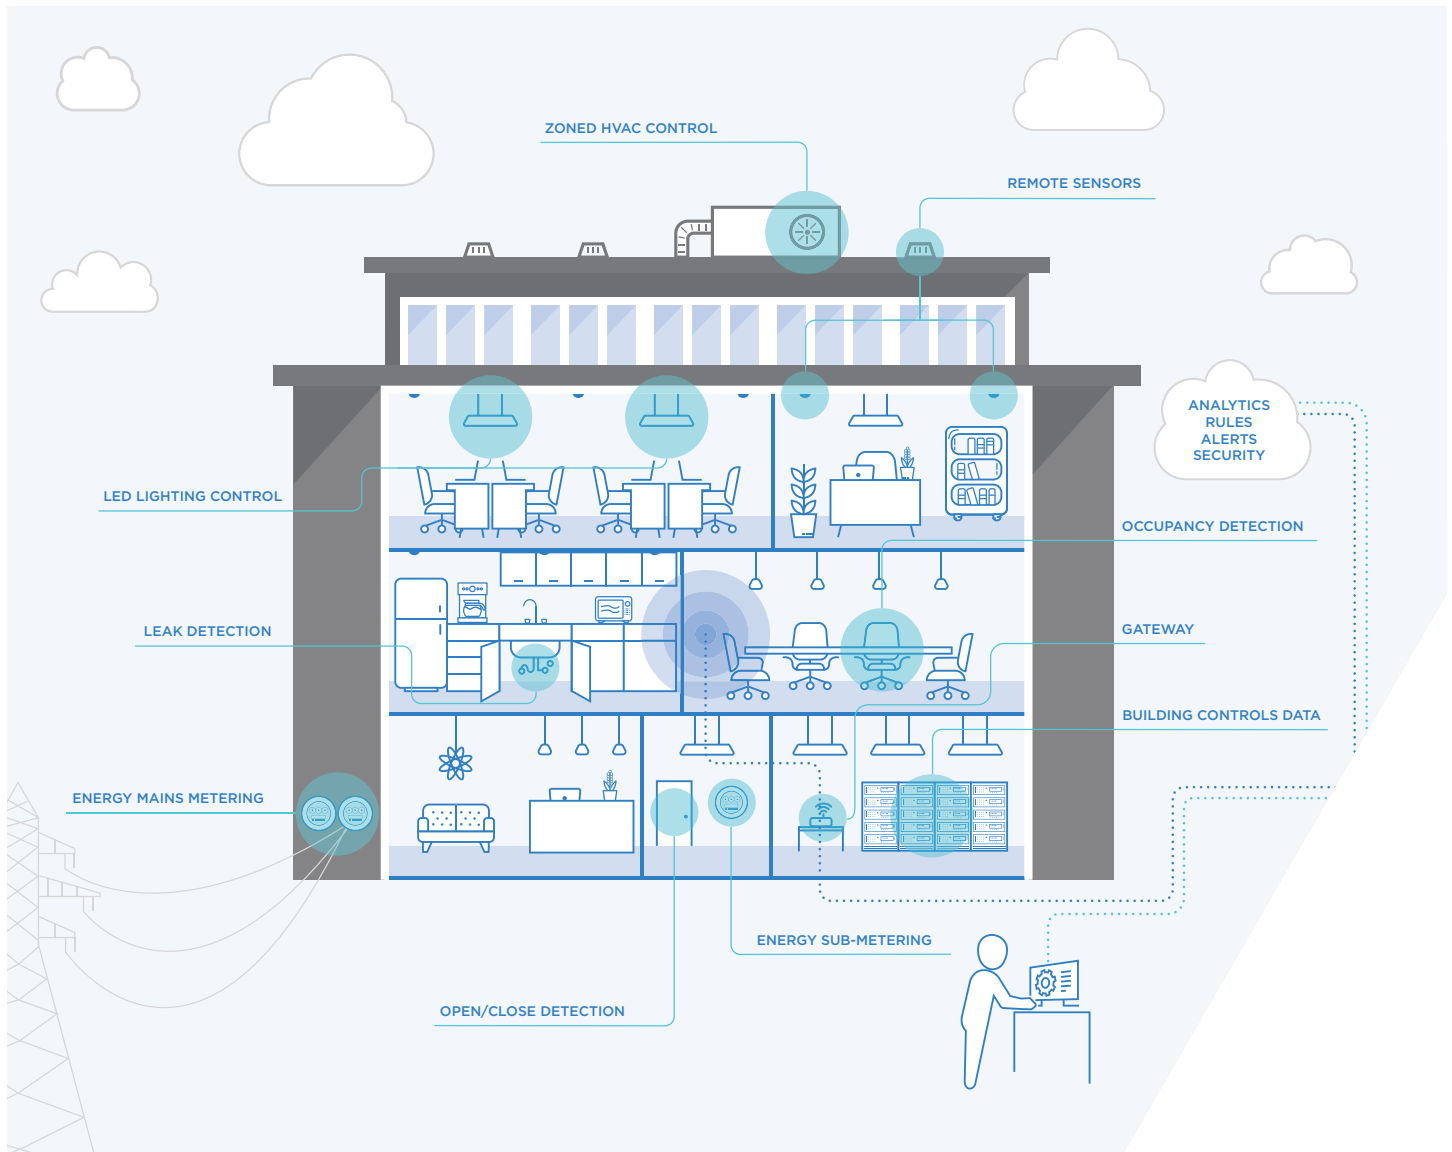 ZONED HVAC CONTROL
REMOTE SENSORS
ANALYTICS
RULES
ALERTS
SECURITY
LED LIGHTING CONTROL
OCCUPANCY DETECTION
LEAK DETECTION
GATEWAY
BUILDING CONTROLS DATA
ENERGY MAINS METERING
ENERGY SUB-METERING
OPEN/CLOSE DETECTION